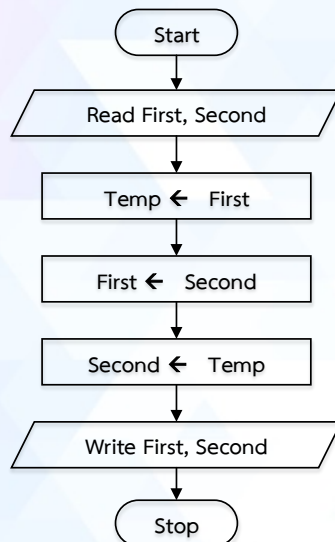 Start
Read First, Second
Temp ← First
First ← Second
Second ← Temp
Write First, Second
Stop